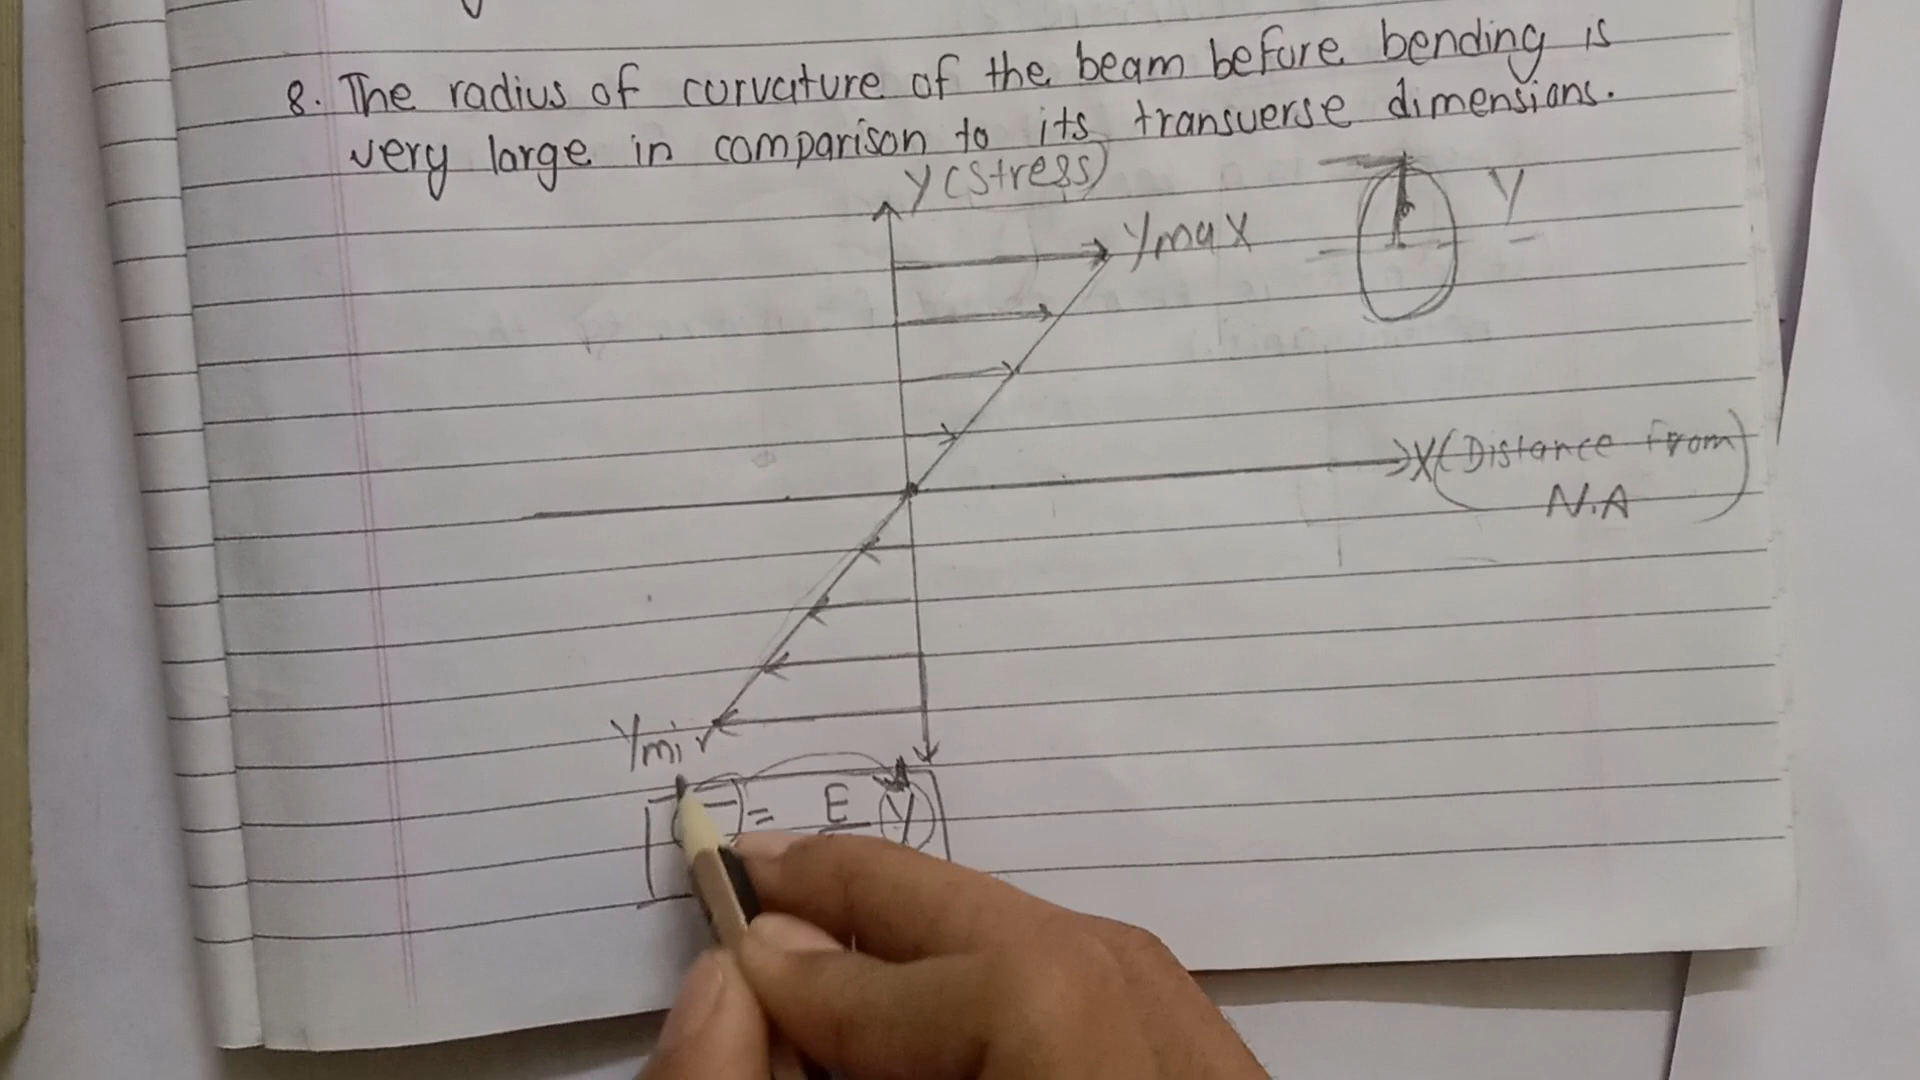 8. The radius of curvature of the beam before bending is
very large in comparison to its transverse dimensions.
Y (Stress)
Ymax
Y
X (Distance from
N.A)
Ymi
= E Y